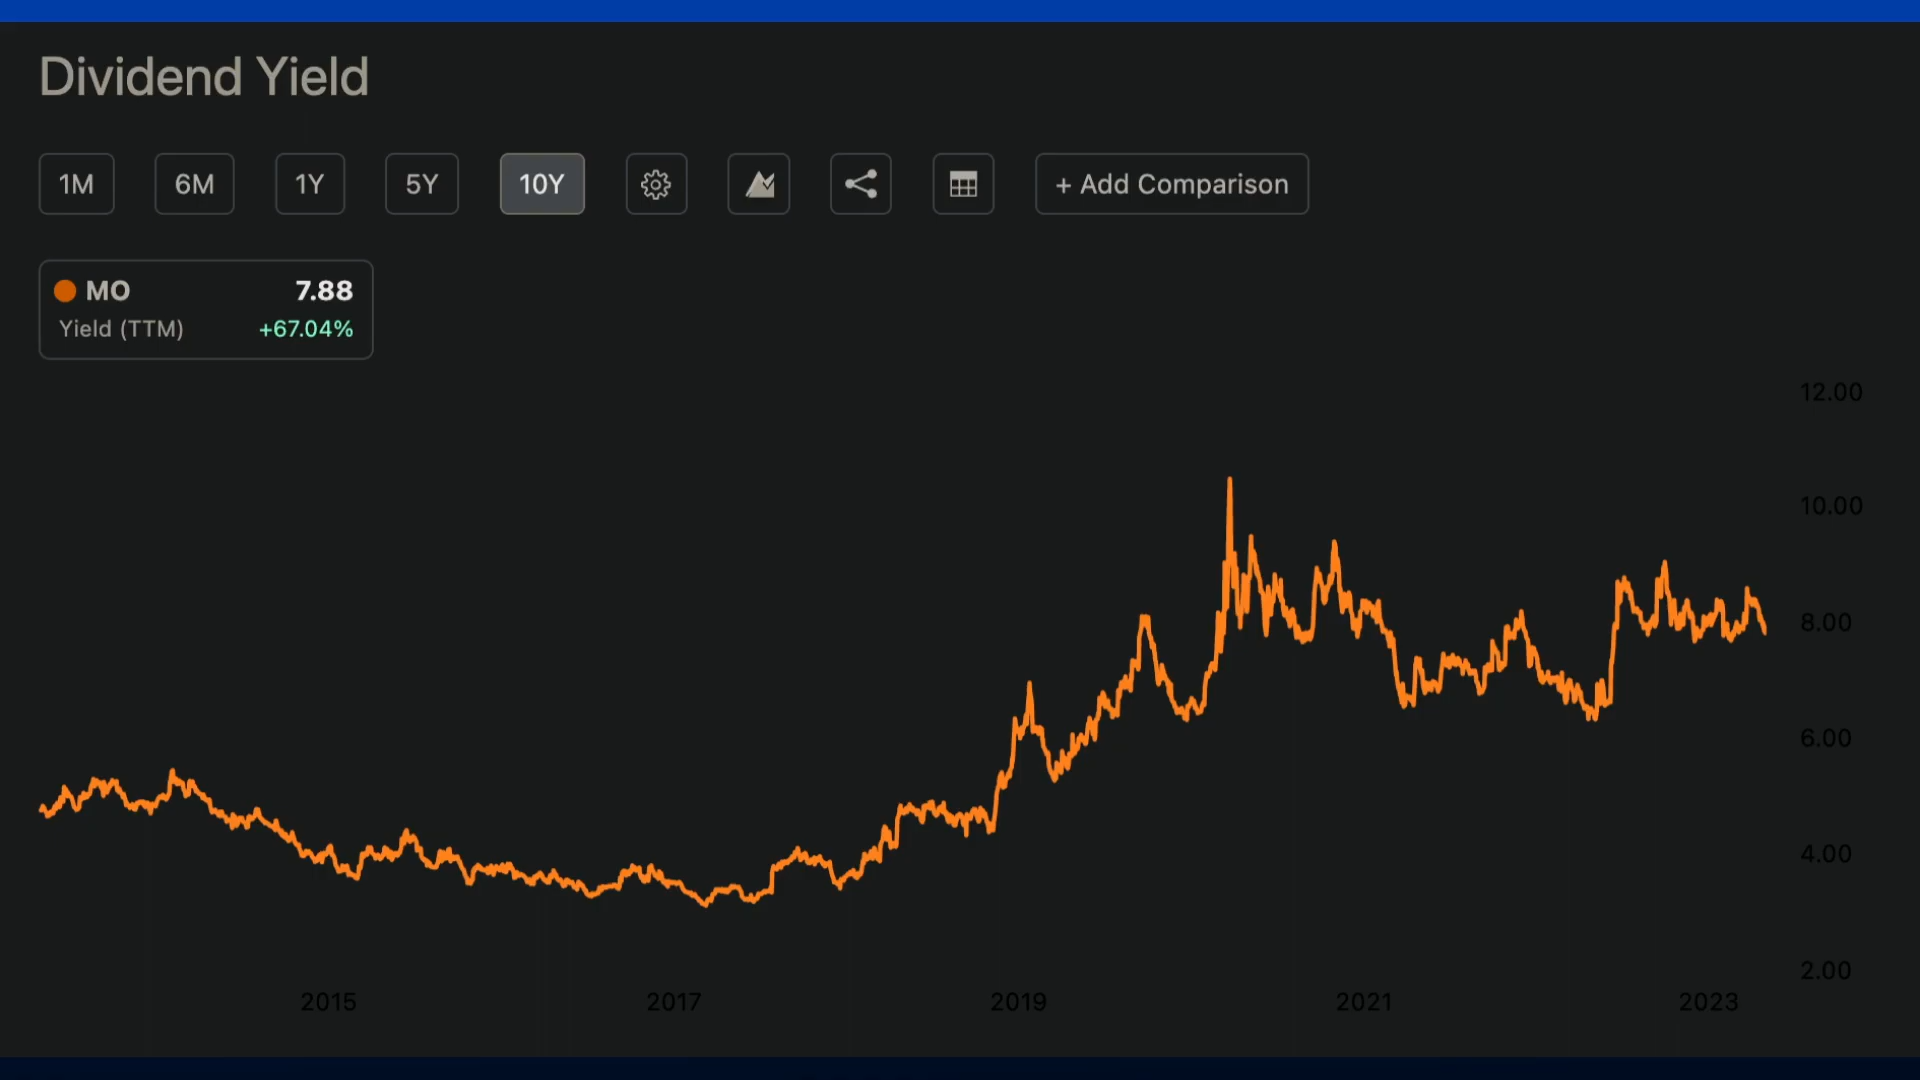 Dividend Yield
1M 6M 1Y 5Y 10Y + Add Comparison
MO 7.88
Yield (TTM) +67.04%
12.00
10.00
8.00
6.00
4.00
2.00
2015 2017 2019 2021 2023